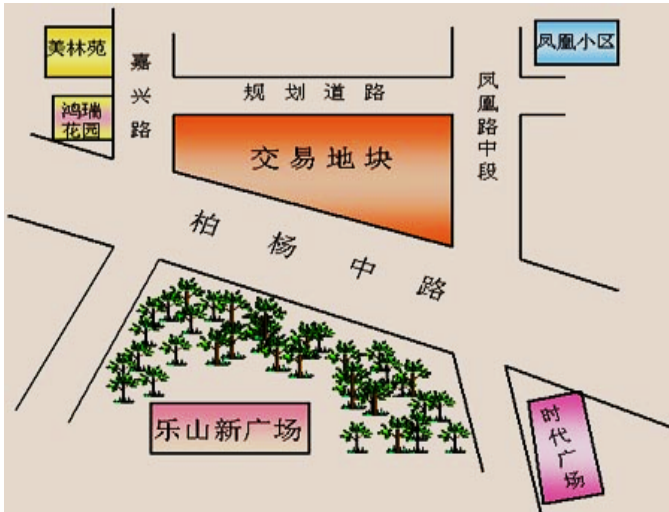 美林苑
嘉兴路
凤凰小区
规划道路
凤凰路中段
鸿瑞
花园
交易地块
柏杨中路
乐山新广场
时代广场